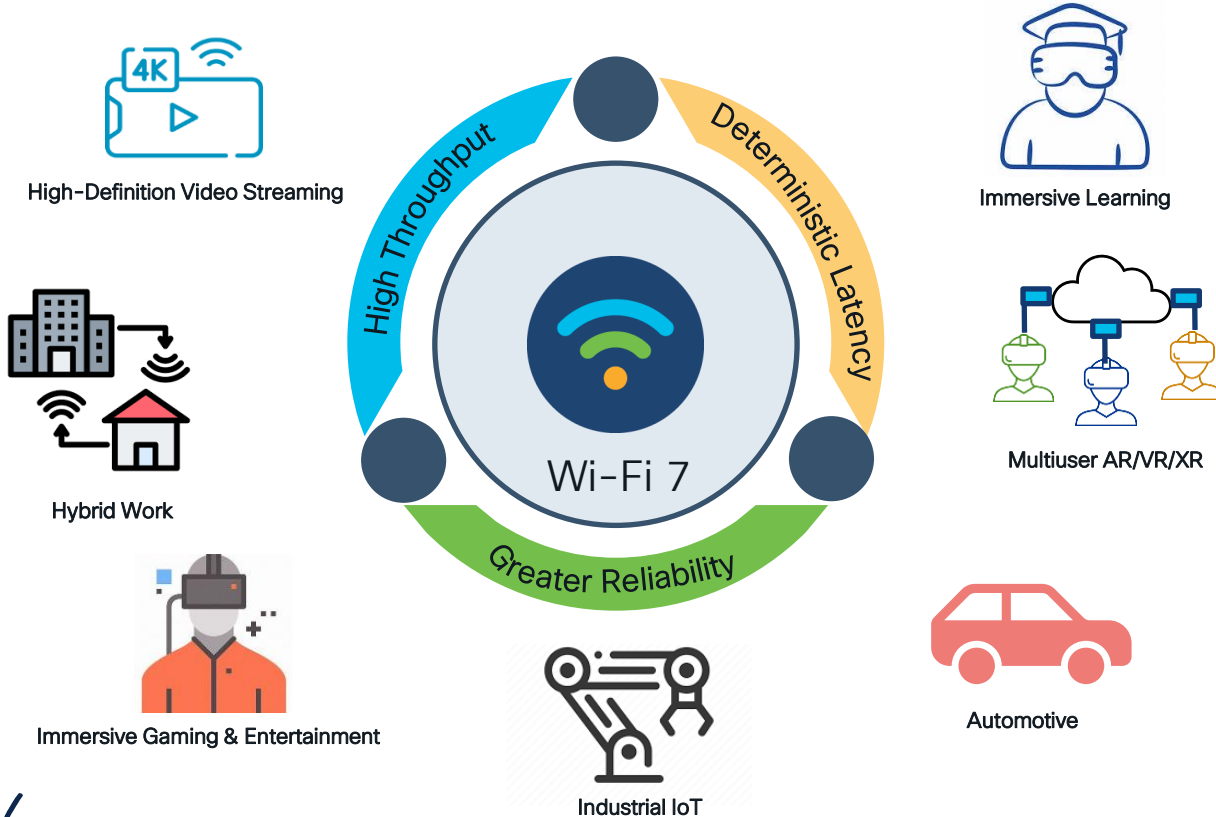 4K
High-Definition Video Streaming
Hybrid Work
Immersive Gaming & Entertainment
High Throughput
Deterministic Latency
Wi-Fi 7
Greater Reliability
Industrial IoT
Immersive Learning
Multiuser AR/VR/XR
Automotive